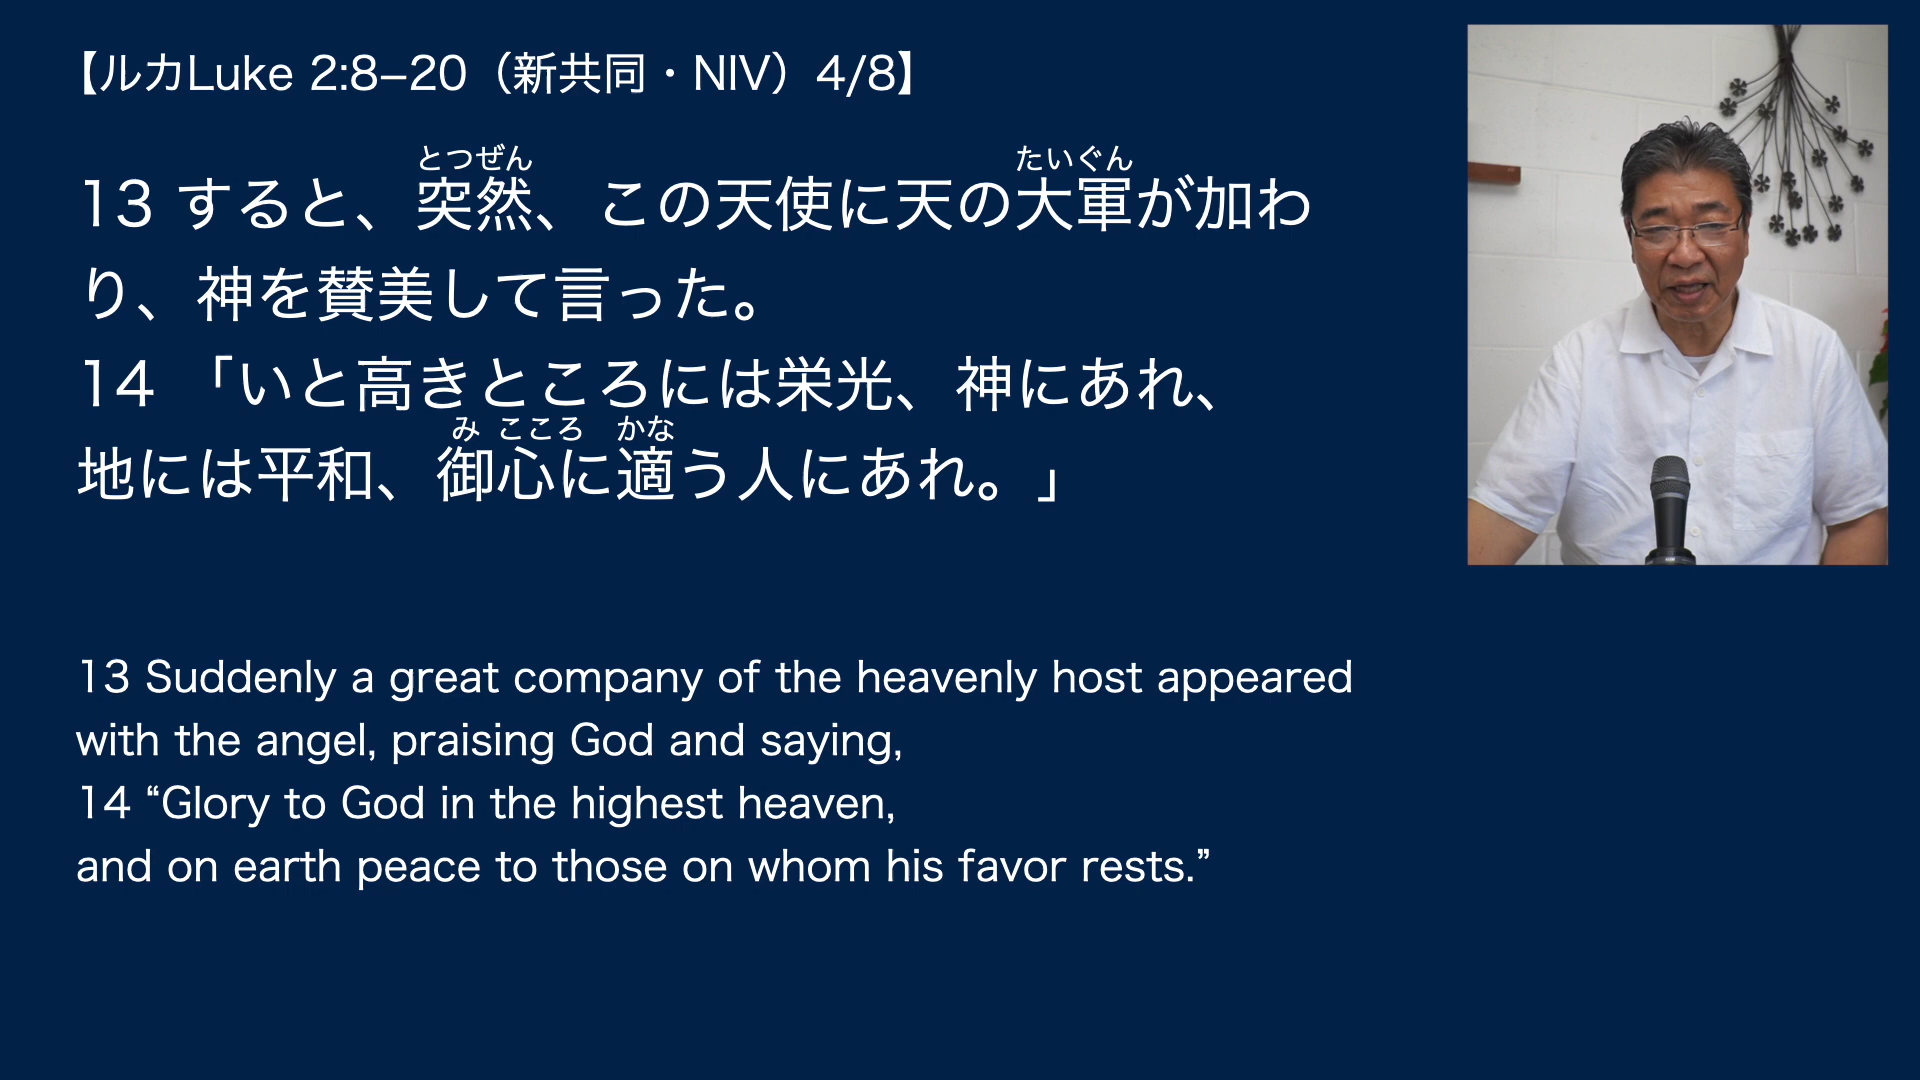 【ルカLuke 2:8–20（新共同・NIV）4/8】
とつぜん たいぐん
13 すると、突然、この天使に天の大軍が加わ
り、神を賛美して言った。
14 「いと高きところには栄光、神にあれ、
み こころ かな
地には平和、御心に適う人にあれ。」
13 Suddenly a great company of the heavenly host appeared
with the angel, praising God and saying,
14 “Glory to God in the highest heaven,
and on earth peace to those on whom his favor rests.”